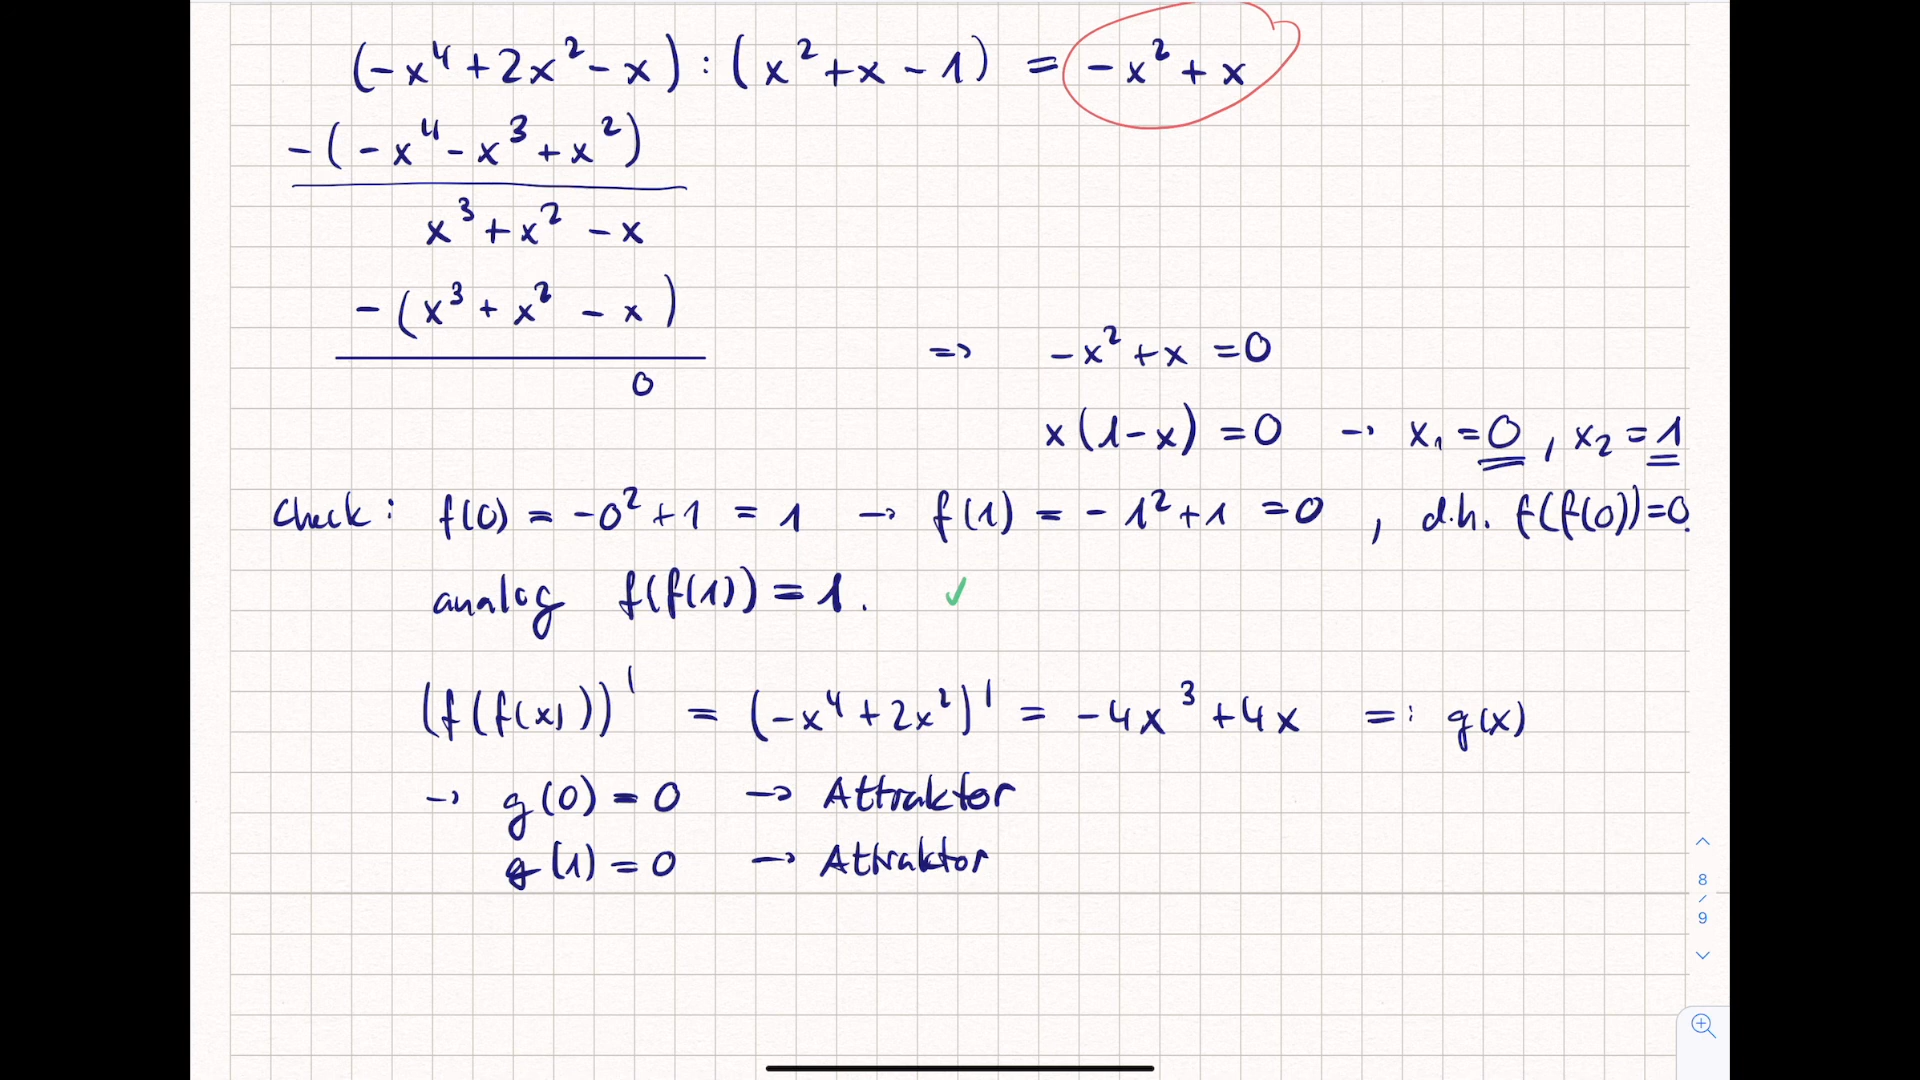 (-x⁴+2x²-x) : (x²+x-1) = -x²+x
-(-x⁴-x³+x²)
x³+x²-x
-(x³+x²-x)
0
=> -x²+x =0
x(1-x) =0 → x₁ =0 , x₂ =1
Check: f(0) = -0²+1 = 1 → f(1) = -1²+1 =0 , d.h. f(f(0))=0.
analog f(f(1)) = 1. ✓
(f(f(x)))' = (-x⁴+2x²)' = -4x³+4x =: g(x)
→ g(0) = 0 → Attraktor
g(1) = 0 → Attraktor
8
/
9